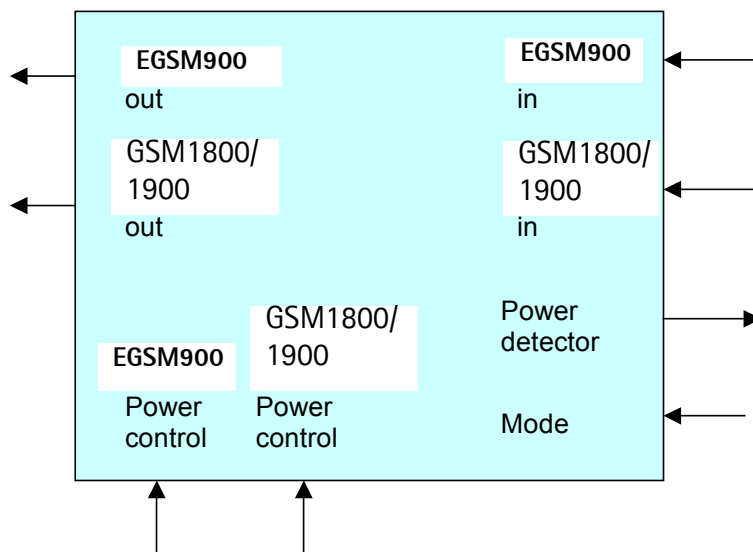 EGSM900
out
EGSM900
in
GSM1800/
1900
out
GSM1800/
1900
in
EGSM900
Power
control
GSM1800/
1900
Power
control
Power
detector
Mode